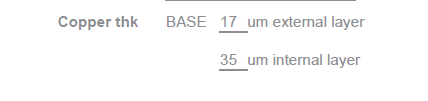 Copper thk BASE 17 um external layer
35 um internal layer